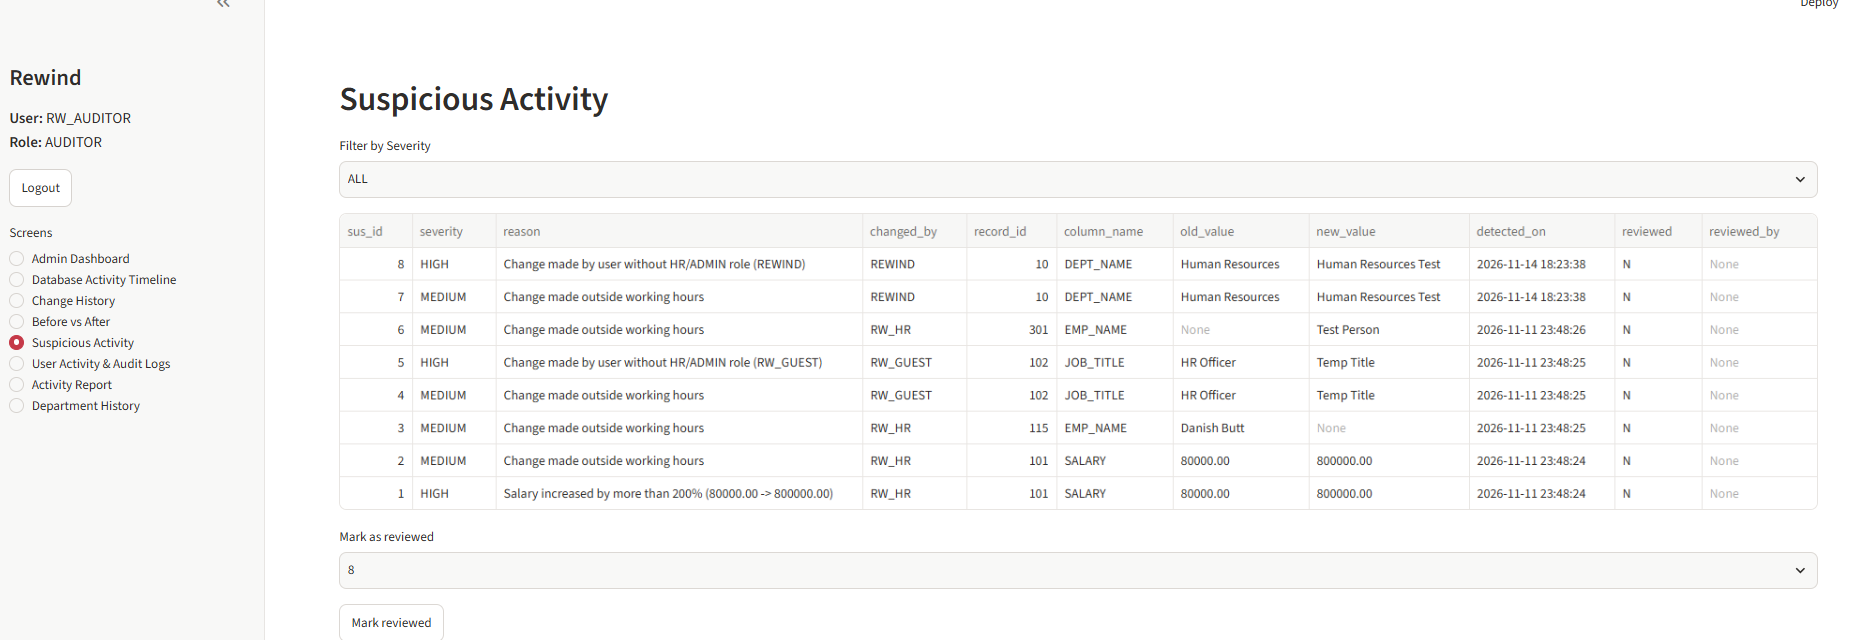 Deploy
Rewind
User: RW_AUDITOR
Role: AUDITOR
Logout
Screens
Admin Dashboard
Database Activity Timeline
Change History
Before vs After
Suspicious Activity
User Activity & Audit Logs
Activity Report
Department History
Suspicious Activity
Filter by Severity
ALL
sus_id severity reason changed_by record_id column_name old_value new_value detected_on reviewed reviewed_by
8 HIGH Change made by user without HR/ADMIN role (REWIND) REWIND 10 DEPT_NAME Human Resources Human Resources Test 2026-11-14 18:23:38 N None
7 MEDIUM Change made outside working hours REWIND 10 DEPT_NAME Human Resources Human Resources Test 2026-11-14 18:23:38 N None
6 MEDIUM Change made outside working hours RW_HR 301 EMP_NAME None Test Person 2026-11-11 23:48:26 N None
5 HIGH Change made by user without HR/ADMIN role (RW_GUEST) RW_GUEST 102 JOB_TITLE HR Officer Temp Title 2026-11-11 23:48:25 N None
4 MEDIUM Change made outside working hours RW_GUEST 102 JOB_TITLE HR Officer Temp Title 2026-11-11 23:48:25 N None
3 MEDIUM Change made outside working hours RW_HR 115 EMP_NAME Danish Butt None 2026-11-11 23:48:25 N None
2 MEDIUM Change made outside working hours RW_HR 101 SALARY 80000.00 800000.00 2026-11-11 23:48:24 N None
1 HIGH Salary increased by more than 200% (80000.00 -> 800000.00) RW_HR 101 SALARY 80000.00 800000.00 2026-11-11 23:48:24 N None
Mark as reviewed
8
Mark reviewed